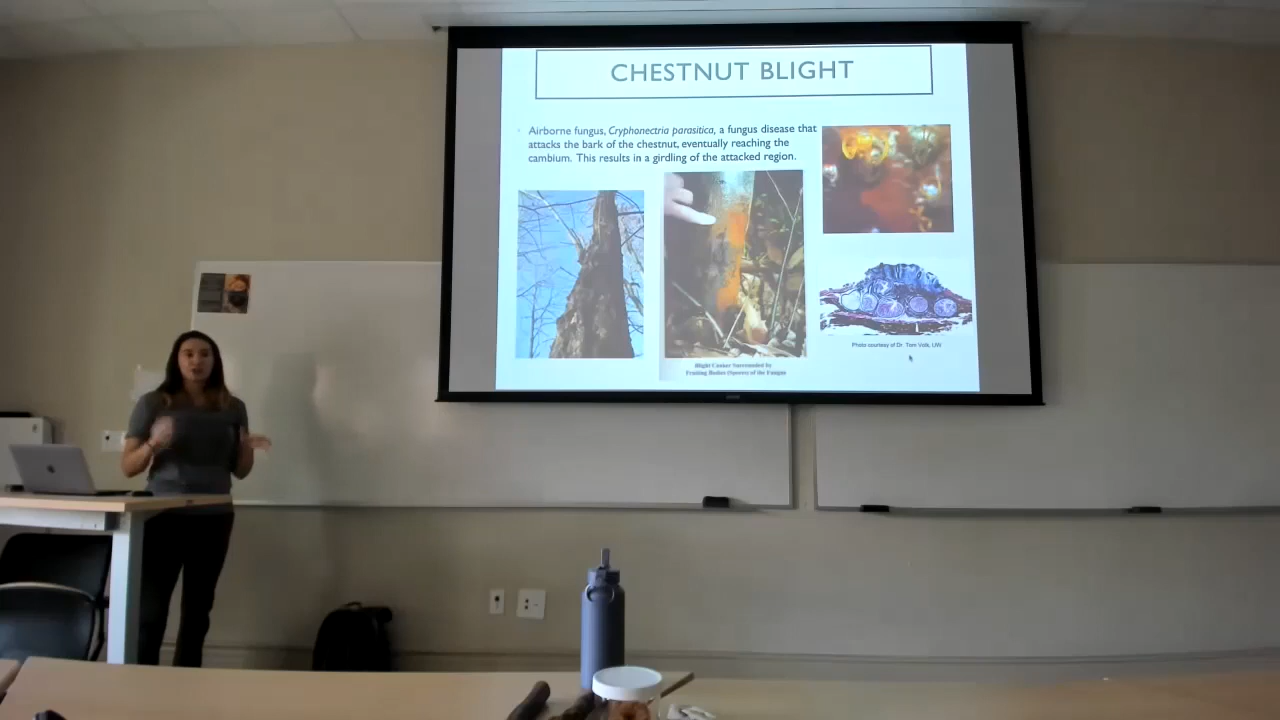 CHESTNUT BLIGHT
Airborne fungus, Cryphonectria parasitica, a fungus disease that
attacks the bark of the chestnut, eventually reaching the
cambium. This results in a girdling of the attacked region.
Blight Canker Surrounded by
Fruiting Bodies (Spores) of the Fungus
Photo courtesy of Dr. Tom Volk, UW